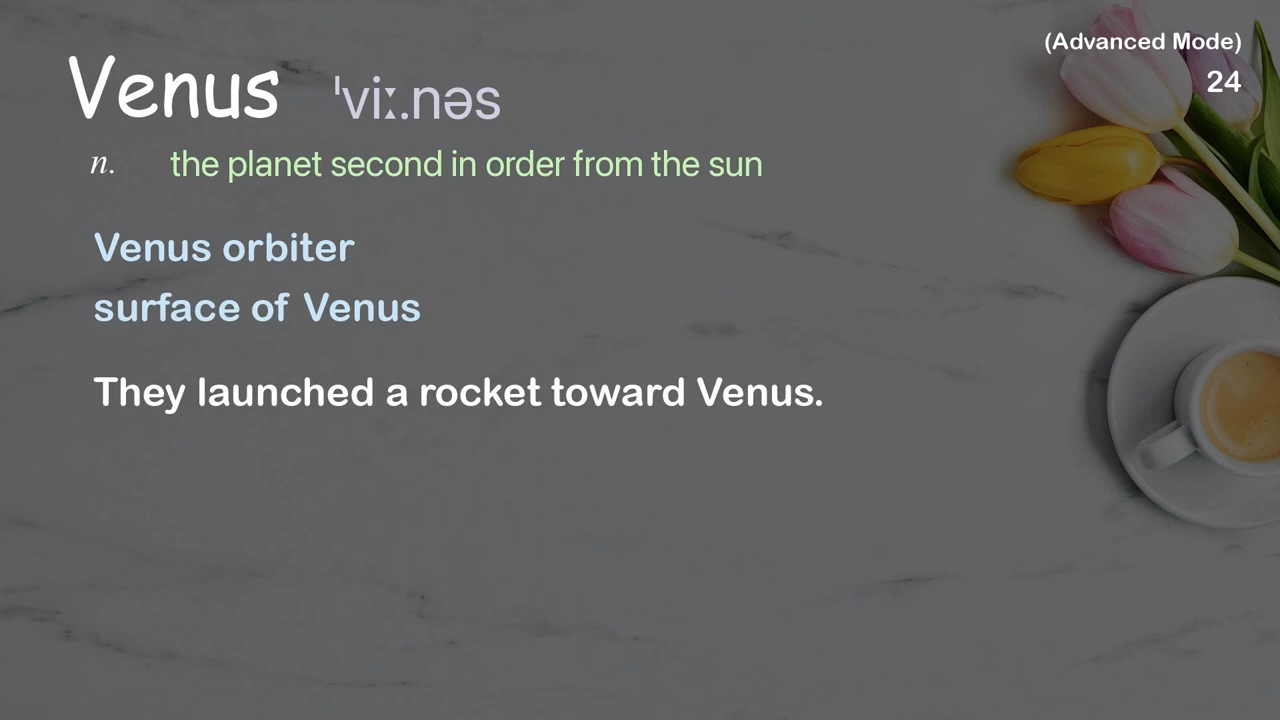 (Advanced Mode)
24
Venus ˈviː.nəs
n. the planet second in order from the sun
Venus orbiter
surface of Venus
They launched a rocket toward Venus.